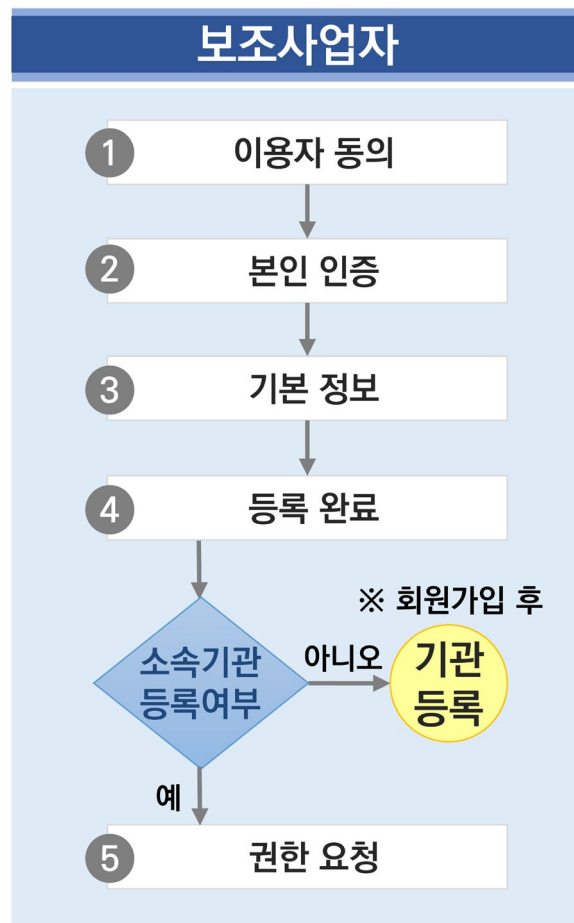 보조사업자
1 이용자 동의
2 본인 인증
3 기본 정보
4 등록 완료
※ 회원가입 후
소속기관
등록여부
아니오
기관
등록
예
5 권한 요청